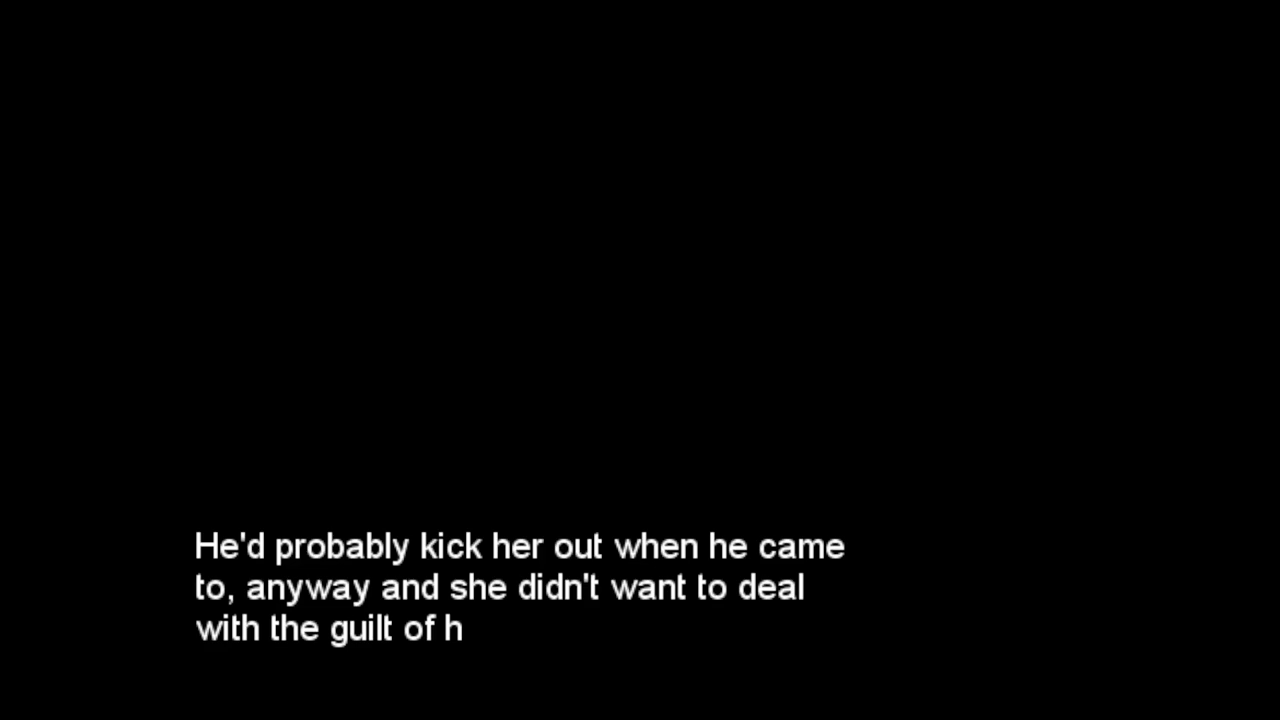 He'd probably kick her out when he came
to, anyway and she didn't want to deal
with the guilt of h